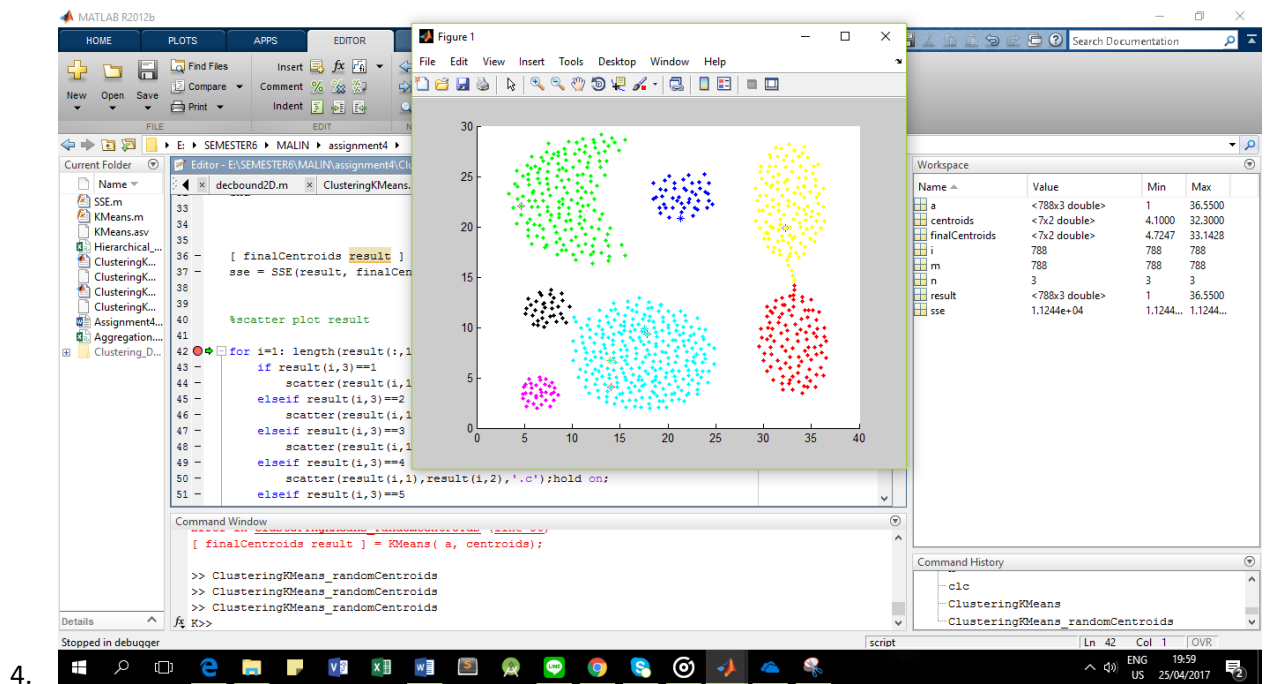 MATLAB R2012b
HOME PLOTS APPS EDITOR
Search Documentation
New Open Save
Find Files
Compare
Print
Insert
Comment
Indent
FILE EDIT
E: SEMESTER6 MALIN assignment4
Current Folder
Name
SSE.m
KMeans.m
KMeans.asv
Hierarchical_...
ClusteringK...
ClusteringK...
ClusteringK...
ClusteringK...
Assignment4...
Aggregation....
Clustering_D...
Details
Editor - E:\SEMESTER6\MALIN\assignment4\Clu
decbound2D.m ClusteringKMeans.
33
34
35
36 [ finalCentroids result ]
37 sse = SSE(result, finalCen
38
39
40 %scatter plot result
41
42 for i=1: length(result(:,1
43 if result(i,3)==1
44 scatter(result(i,1
45 elseif result(i,3)==2
46 scatter(result(i,1
47 elseif result(i,3)==3
48 scatter(result(i,1
49 elseif result(i,3)==4
50 scatter(result(i,1),result(i,2),'.c');hold on;
51 elseif result(i,3)==5
Figure 1
File Edit View Insert Tools Desktop Window Help
30
25
20
15
10
5
0
0 5 10 15 20 25 30 35 40
Command Window
[ finalCentroids result ] = KMeans( a, centroids);
>> ClusteringKMeans_randomCentroids
>> ClusteringKMeans_randomCentroids
>> ClusteringKMeans_randomCentroids
fx K>>
Workspace
Name Value Min Max
a <788x3 double> 1 36.5500
centroids <7x2 double> 4.1000 32.3000
finalCentroids <7x2 double> 4.7247 33.1428
i 788 788 788
m 788 788 788
n 3 3 3
result <788x3 double> 1 36.5500
sse 1.1244e+04 1.1244... 1.1244...
Command History
clc
ClusteringKMeans
ClusteringKMeans_randomCentroids
Stopped in debugger
script
Ln 42 Col 1 OVR
ENG 19:59
US 25/04/2017
4.